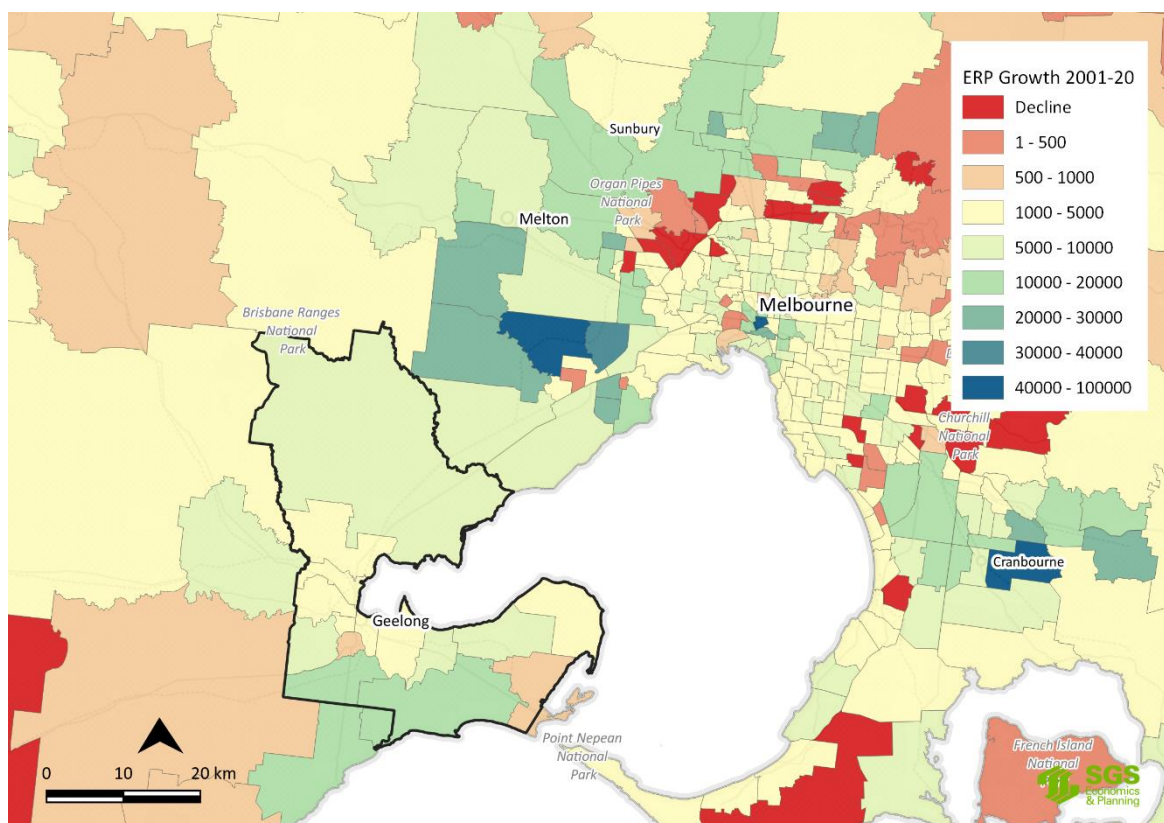 ERP Growth 2001-20
Decline
1 - 500
500 - 1000
1000 - 5000
5000 - 10000
10000 - 20000
20000 - 30000
30000 - 40000
40000 - 100000
Sunbury
Organ Pipes
National
Park
Melton
Melbourne
Brisbane Ranges
National
Park
Churchill
National
Park
Cranbourne
Geelong
Point Nepean
National
Park
French Island
National
0 10 20 km
SGS
Economics
& Planning